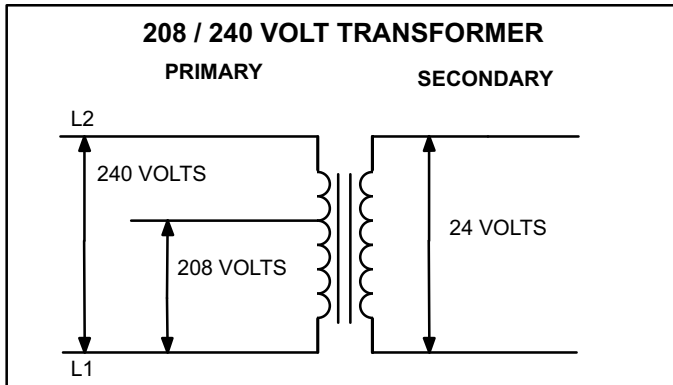 208 / 240 VOLT TRANSFORMER
PRIMARY
SECONDARY
L2
240 VOLTS
208 VOLTS
24 VOLTS
L1